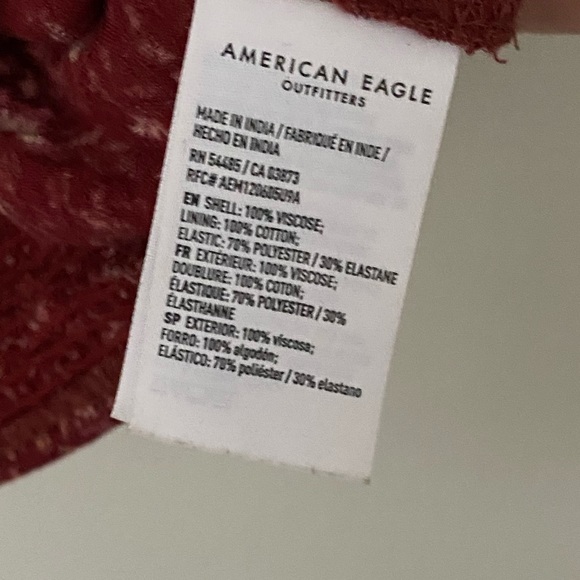 AMERICAN EAGLE
OUTFITTERS
MADE IN INDIA / FABRIQUÉ EN INDE /
HECHO EN INDIA
RN 54485 / CA 03873
RFC# AEM120605U9A
EN SHELL: 100% VISCOSE;
LINING: 100% COTTON;
ELASTIC: 70% POLYESTER / 30% ELASTANE
FR EXTÉRIEUR: 100% VISCOSE;
DOUBLURE: 100% COTON;
ÉLASTIQUE: 70% POLYESTER / 30%
ÉLASTHANNE
SP EXTERIOR: 100% viscosa;
FORRO: 100% algodón;
ELÁSTICO: 70% poliéster / 30% elastano